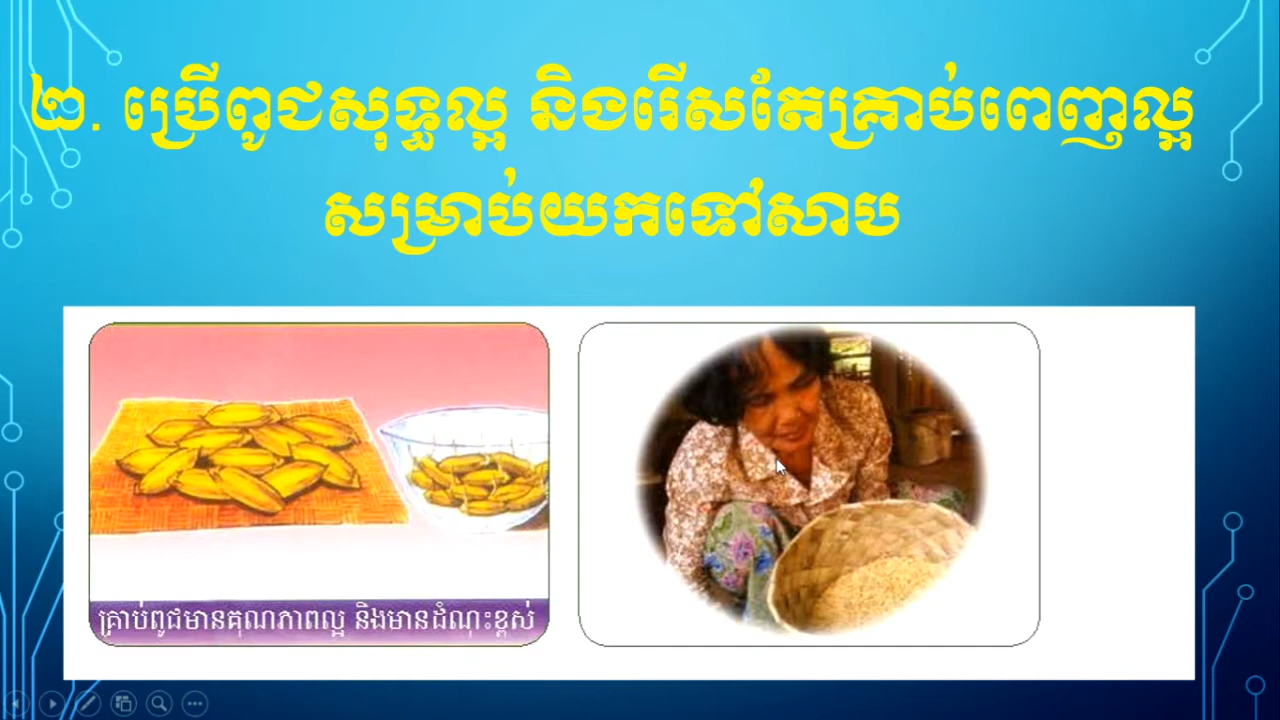 ២. ប្រើពូជសុទ្ធល្អ និងរើសតែគ្រាប់ពេញល្អ
សម្រាប់យកទៅសាប
គ្រាប់ពូជមានគុណភាពល្អ និងមានដំណុះខ្ពស់